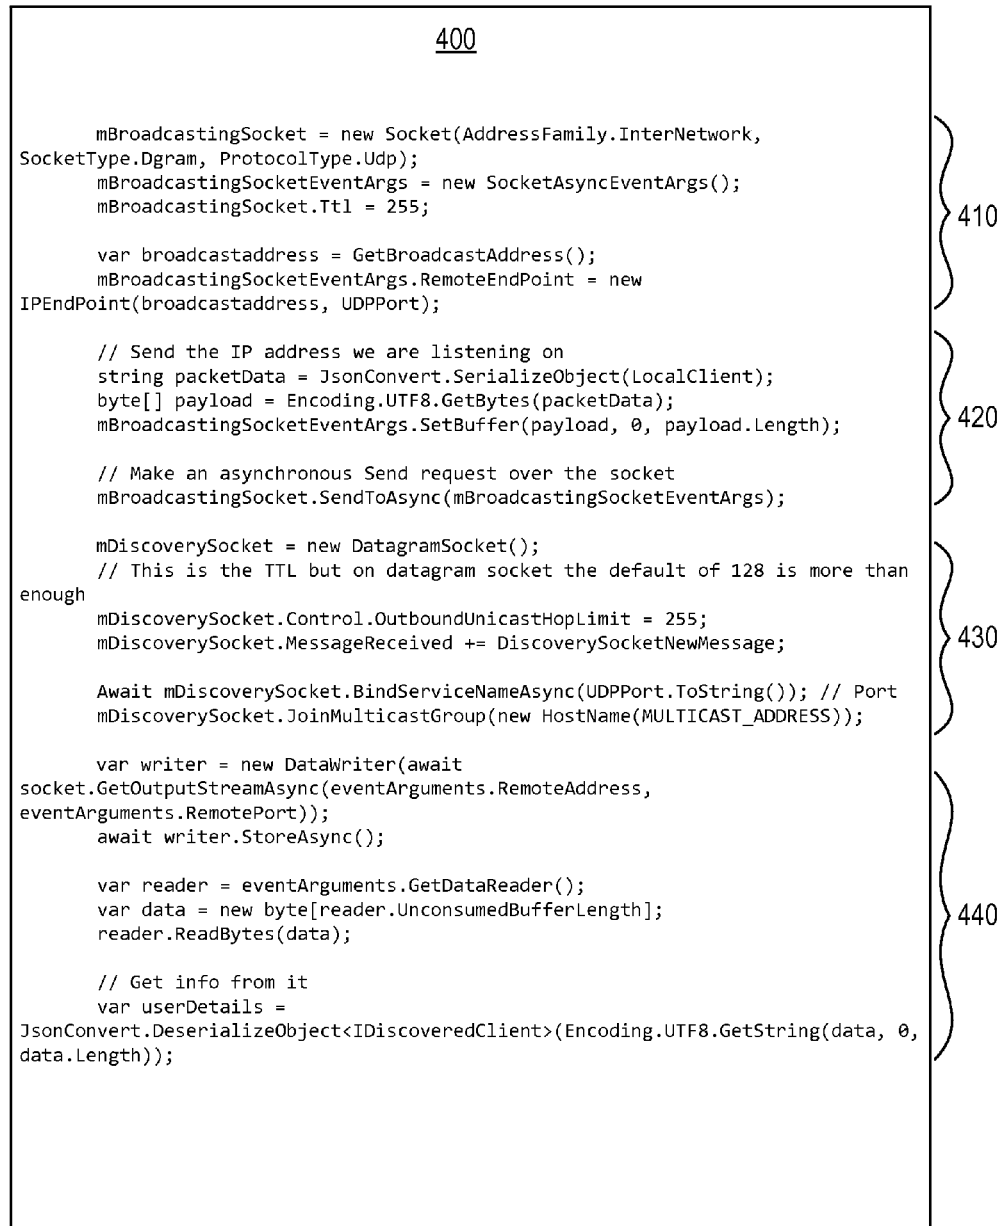 400
mBroadcastingSocket = new Socket(AddressFamily.InterNetwork,
SocketType.Dgram, ProtocolType.Udp);
mBroadcastingSocketEventArgs = new SocketAsyncEventArgs();
mBroadcastingSocket.Ttl = 255;
var broadcastaddress = GetBroadcastAddress();
mBroadcastingSocketEventArgs.RemoteEndPoint = new
IPEndPoint(broadcastaddress, UDPPort);
410
// Send the IP address we are listening on
string packetData = JsonConvert.SerializeObject(LocalClient);
byte[] payload = Encoding.UTF8.GetBytes(packetData);
mBroadcastingSocketEventArgs.SetBuffer(payload, 0, payload.Length);
// Make an asynchronous Send request over the socket
mBroadcastingSocket.SendToAsync(mBroadcastingSocketEventArgs);
420
mDiscoverySocket = new DatagramSocket();
// This is the TTL but on datagram socket the default of 128 is more than
enough
mDiscoverySocket.Control.OutboundUnicastHopLimit = 255;
mDiscoverySocket.MessageReceived += DiscoverySocketNewMessage;
Await mDiscoverySocket.BindServiceNameAsync(UDPPort.ToString()); // Port
mDiscoverySocket.JoinMulticastGroup(new HostName(MULTICAST_ADDRESS));
430
var writer = new DataWriter(await
socket.GetOutputStreamAsync(eventArguments.RemoteAddress,
eventArguments.RemotePort));
await writer.StoreAsync();
var reader = eventArguments.GetDataReader();
var data = new byte[reader.UnconsumedBufferLength];
reader.ReadBytes(data);
// Get info from it
var userDetails =
JsonConvert.DeserializeObject<IDiscoveredClient>(Encoding.UTF8.GetString(data, 0,
data.Length));
440